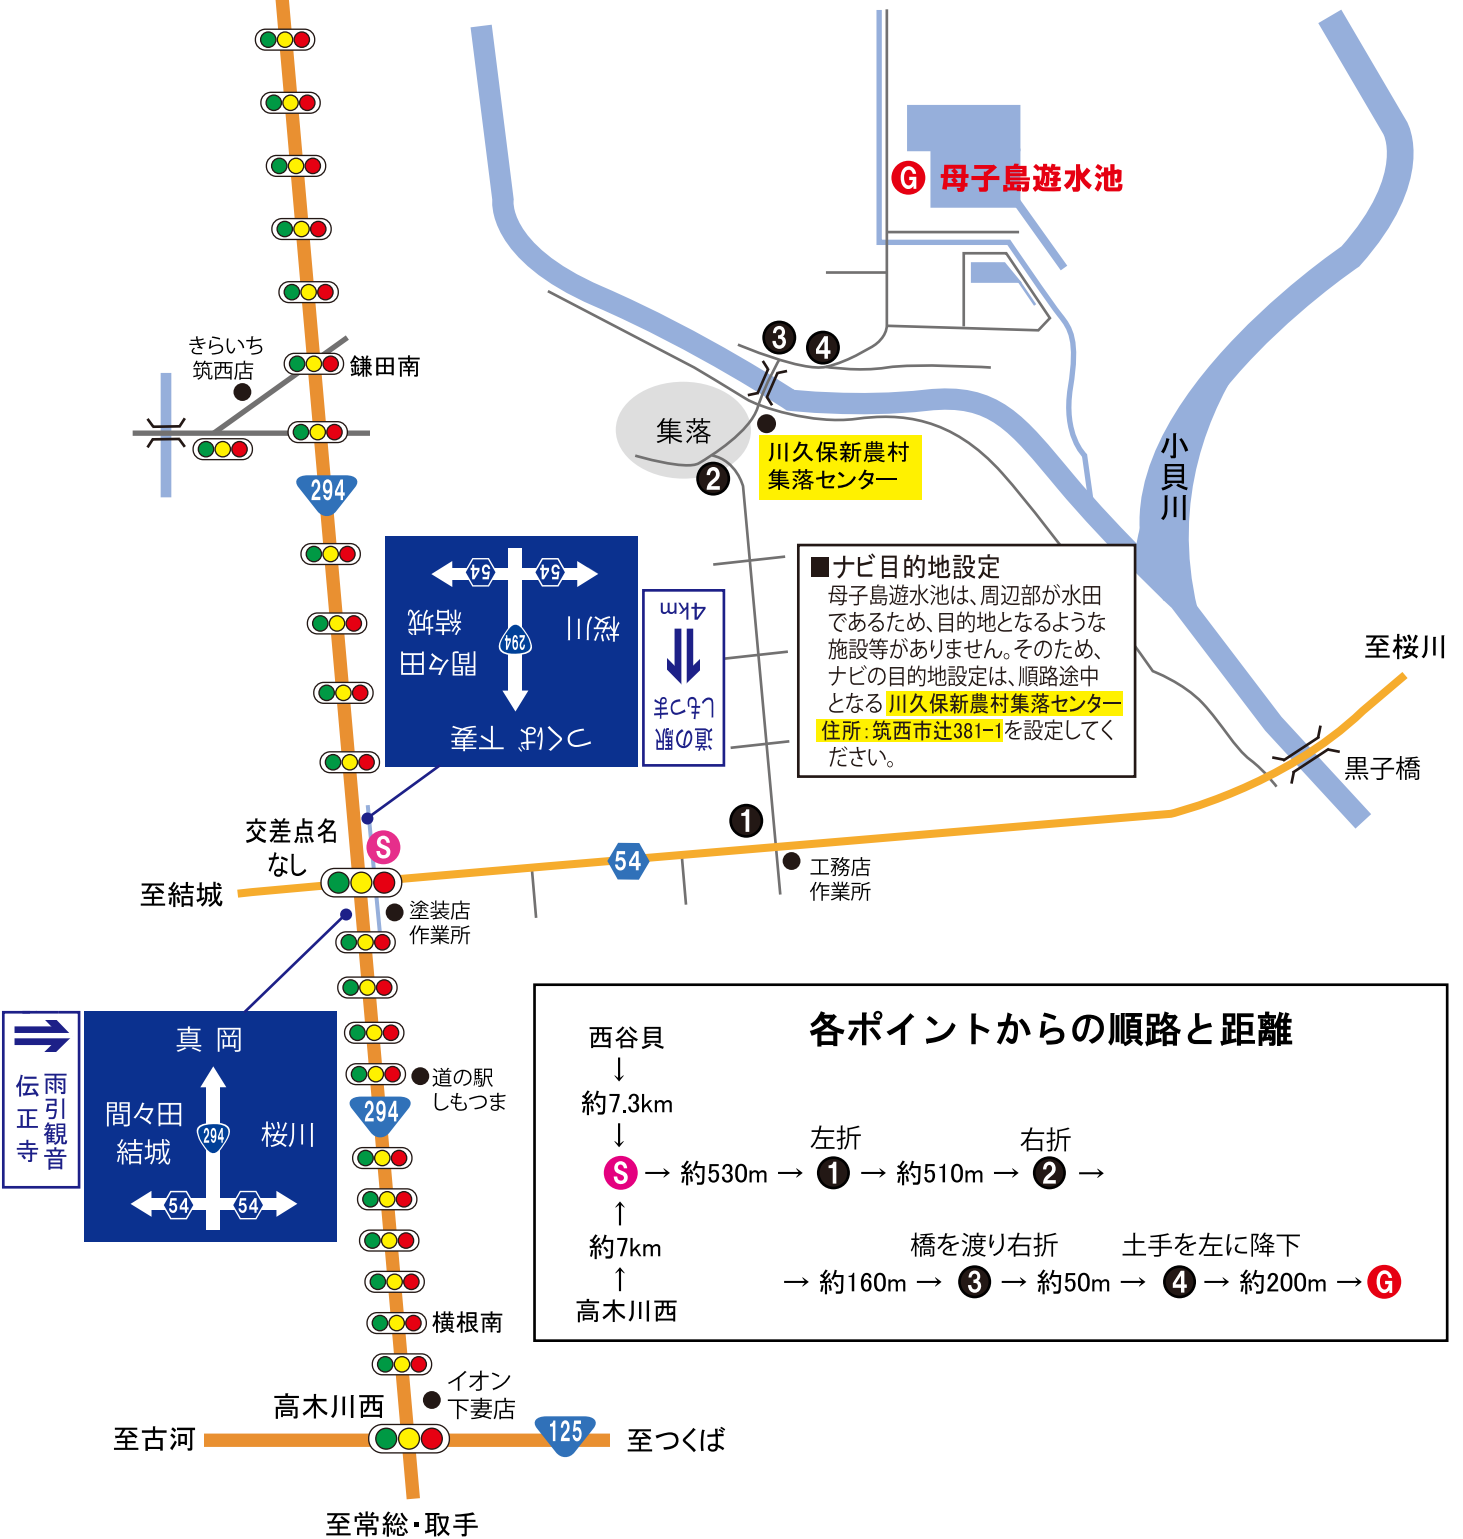 G 母子島遊水池
きらいち
筑西店
鎌田南
294
3
4
集落
2
川久保新農村
集落センター
小貝川
54 54
結城
桜川
294
間々田
下妻 つくば
4km
道の駅
しもつま
■ナビ目的地設定
母子島遊水池は、周辺部が水田
であるため、目的地となるような
施設等がありません。そのため、
ナビの目的地設定は、順路途中
となる川久保新農村集落センター
住所：筑西市辻381-1を設定してく
ださい。
至桜川
黒子橋
交差点名
なし
S
1
54
工務店
作業所
至結城
塗装店
作業所
雨引観音
伝正寺
真岡
間々田
結城
294
桜川
54 54
道の駅
しもつま
294
横根南
イオン
下妻店
高木川西
至古河
125
至つくば
至常総・取手
各ポイントからの順路と距離
西谷貝
↓
約7.3km
↓
左折 右折
S → 約530m → 1 → 約510m → 2 →
↑
約7km
↑
高木川西
橋を渡り右折 土手を左に降下
→ 約160m → 3 → 約50m → 4 → 約200m → G